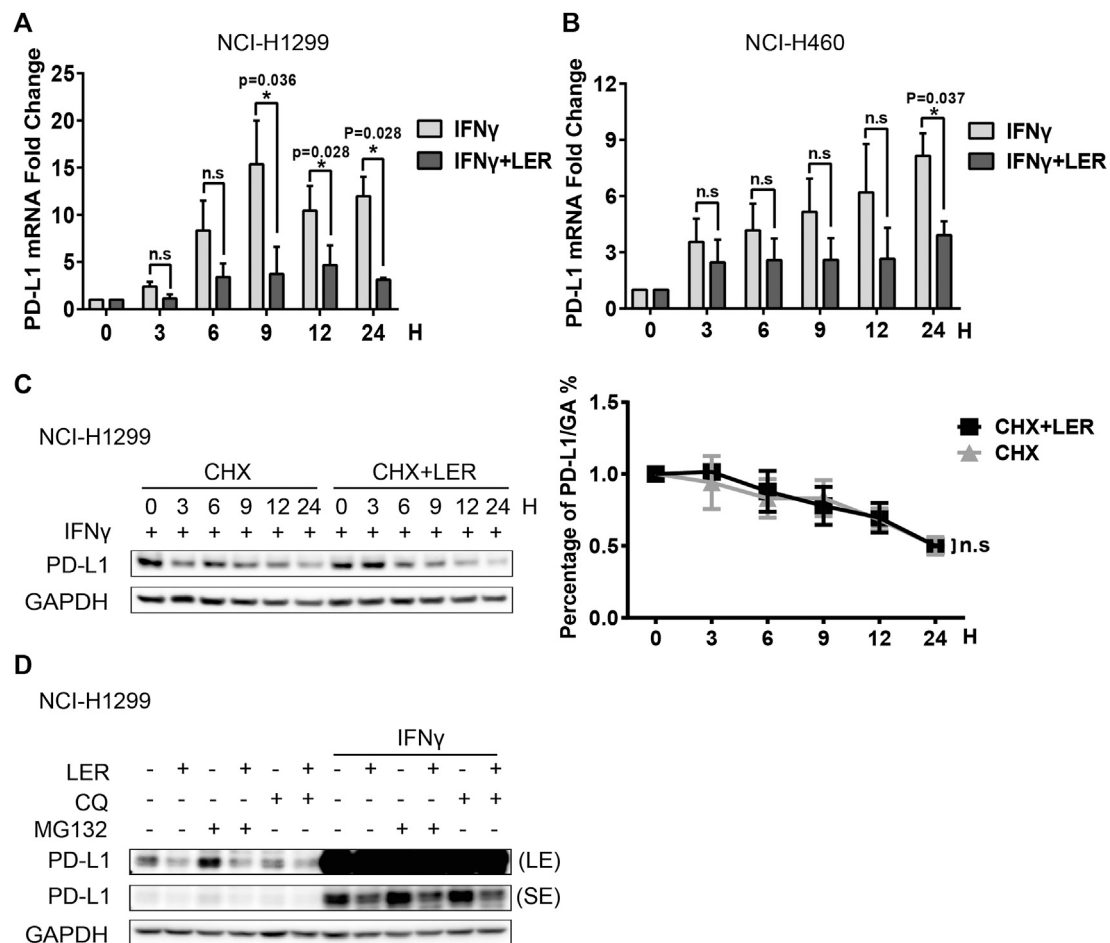 A
NCI-H1299
PD-L1 mRNA Fold Change
25
20
15
10
5
0
n.s
n.s
p=0.036
*
p=0.028
*
P=0.028
*
IFNγ
IFNγ+LER
0 3 6 9 12 24 H
B
NCI-H460
PD-L1 mRNA Fold Change
12
9
6
3
0
n.s
n.s
n.s
n.s
P=0.037
*
IFNγ
IFNγ+LER
0 3 6 9 12 24 H
C
NCI-H1299
CHX CHX+LER
0 3 6 9 12 24 0 3 6 9 12 24 H
IFNγ + + + + + + + + + + + +
PD-L1
GAPDH
Percentage of PD-L1/GA %
1.5
1.0
0.5
0.0
CHX+LER
CHX
n.s
0 3 6 9 12 24 H
D
NCI-H1299
IFNγ
LER - + - + - + - + - + - +
CQ - - - - + + - - - - + +
MG132 - - + + - - - - + + - -
PD-L1 (LE)
PD-L1 (SE)
GAPDH